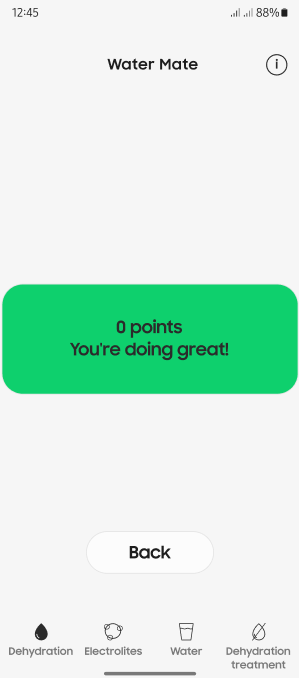 12:45
88%
Water Mate
i
0 points
You're doing great!
Back
Dehydration
Electrolites
Water
Dehydration
treatment